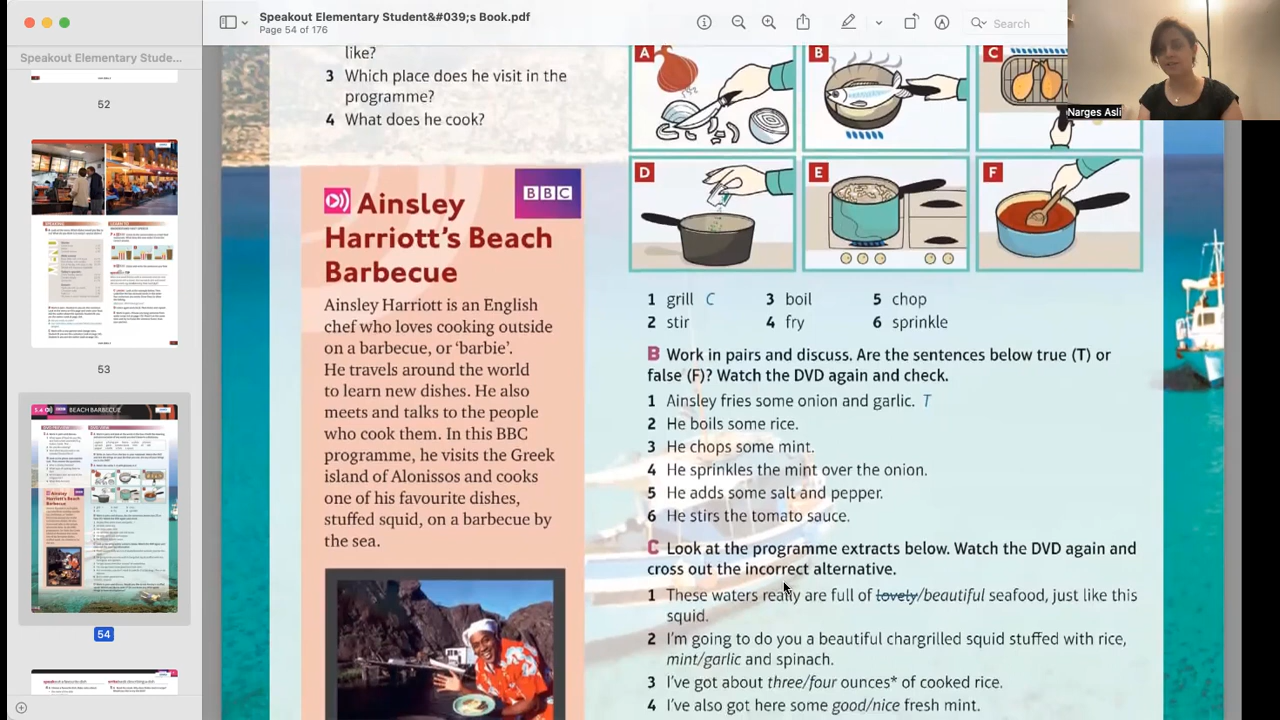 Speakout Elementary Student&#039;s Book.pdf
Page 54 of 176
Search
Speakout Elementary Stude...
52
53
BEACH BARBECUE
Ainsley
Harriott's Beach
Barbecue
54
Narges Asli
like?
3 Which place does he visit in the
programme?
4 What does he cook?
BBC
Ainsley
Harriott's Beach
Barbecue
Ainsley Harriott is an English
chef who loves cooking outside
on a barbecue, or 'barbie'.
He travels around the world
to learn new dishes. He also
meets and talks to the people
who cook them. In this BBC
programme, he visits the Greek
island of Alonissos and cooks
one of his favourite dishes,
stuffed squid, on a barbecue by
the sea.
A
B
C
D
E
F
1 grill C boil 5 chop
2 stir fry 6 sprinkle
B Work in pairs and discuss. Are the sentences below true (T) or
false (F)? Watch the DVD again and check.
1 Ainsley fries some onion and garlic. T
2 He boils some rice.
3 He chops some
4 He sprinkles the mint over the onion.
5 He adds some salt and pepper.
6 He stirs the tomato sauce.
C Look at the programme extracts below. Watch the DVD again and
cross out the incorrect alternative.
1 These waters really are full of lovely/beautiful seafood, just like this
squid.
2 I'm going to do you a beautiful chargrilled squid stuffed with rice,
mint/garlic and spinach.
3 I've got about four ounces* of cooked rice.
4 I've also got here some good/nice fresh mint.